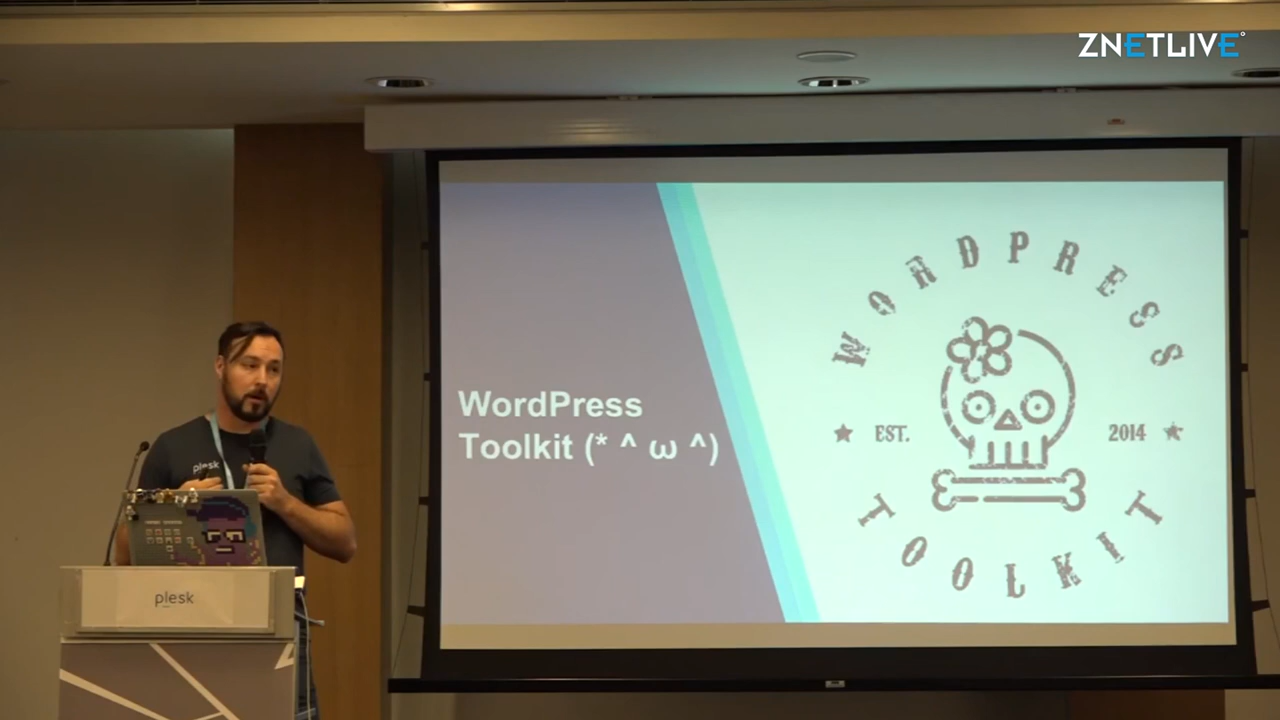 ZNETLIVE
WordPress
Toolkit (* ^ ω ^)
WORDPRESS
EST.
2014
TOOLKIT
plesk
plesk